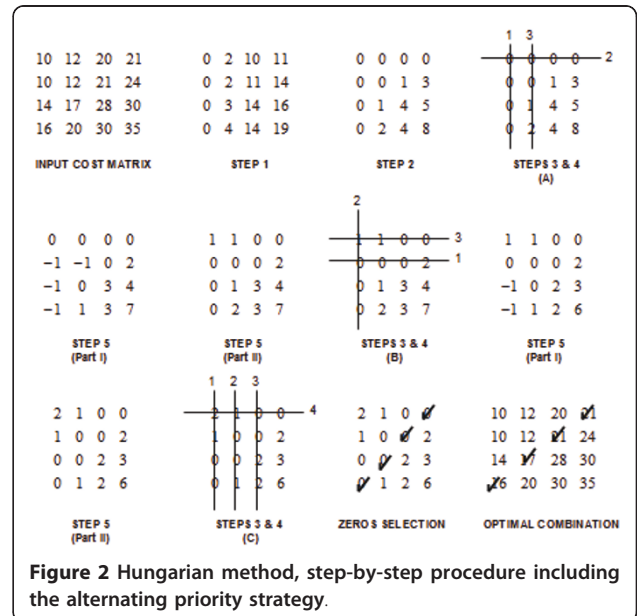 10 12 20 21
10 12 21 24
14 17 28 30
16 20 30 35
INPUT COST MATRIX
0 2 10 11
0 2 11 14
0 3 14 16
0 4 14 19
STEP 1
0 0 0 0
0 0 1 3
0 1 4 5
0 2 4 8
STEP 2
1 3
0 0 0 0 2
0 0 1 3
0 1 4 5
0 2 4 8
STEPS 3 & 4
(A)
0 0 0 0
-1 -1 0 2
-1 0 3 4
-1 1 3 7
STEP 5
(Part I)
1 1 0 0
0 0 0 2
0 1 3 4
0 2 3 7
STEP 5
(Part II)
2
1 1 0 0 3
0 0 0 2 1
0 1 3 4
0 2 3 7
STEPS 3 & 4
(B)
1 1 0 0
0 0 0 2
-1 0 2 3
-1 1 2 6
STEP 5
(Part I)
2 1 0 0
1 0 0 2
0 0 2 3
0 1 2 6
STEP 5
(Part II)
1 2 3
2 1 0 0 4
1 0 0 2
0 0 2 3
0 1 2 6
STEPS 3 & 4
(C)
2 1 0 0
1 0 0 2
0 0 2 3
0 1 2 6
ZEROS SELECTION
10 12 20 21
10 12 21 24
14 17 28 30
16 20 30 35
OPTIMAL COMBINATION
Figure 2 Hungarian method, step-by-step procedure including
the alternating priority strategy.